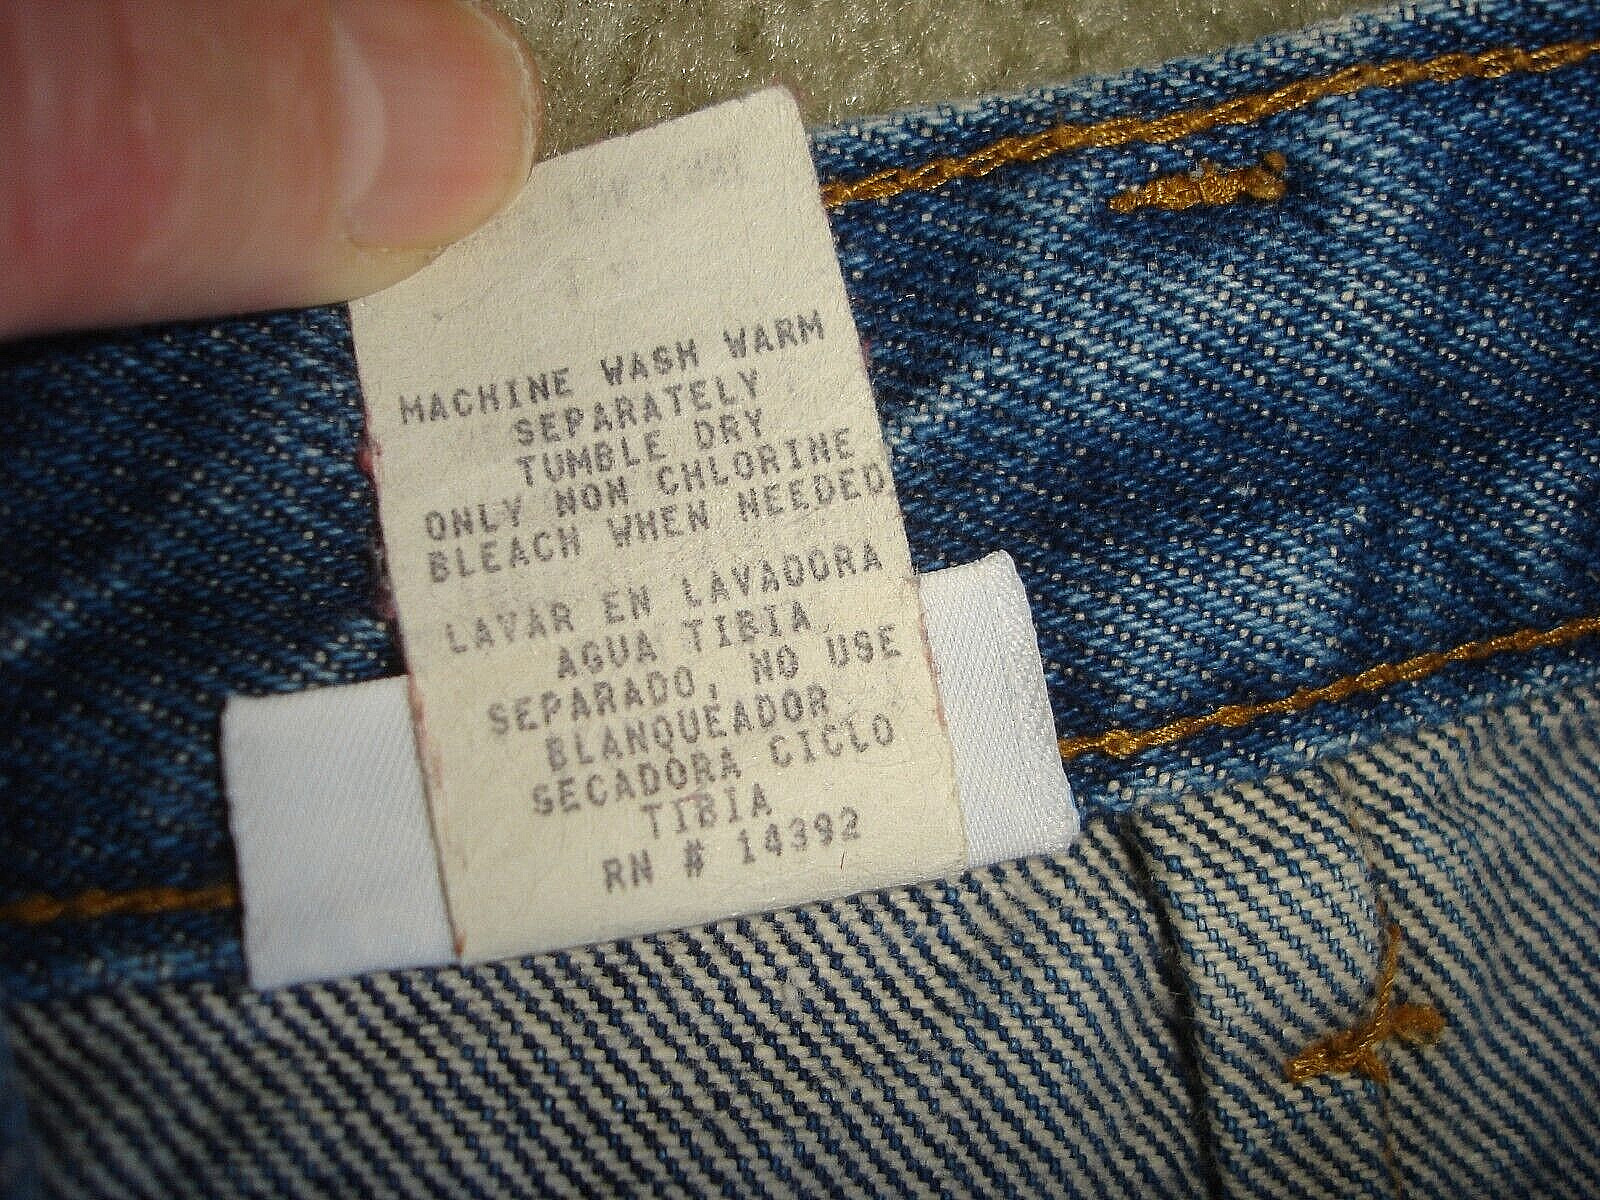 MACHINE WASH WARM
SEPARATELY
TUMBLE DRY
ONLY NON CHLORINE
BLEACH WHEN NEEDED
LAVAR EN LAVADORA
AGUA TIBIA
SEPARADO, NO USE
BLANQUEADOR
SECADORA CICLO
TIBIA
RN # 14392